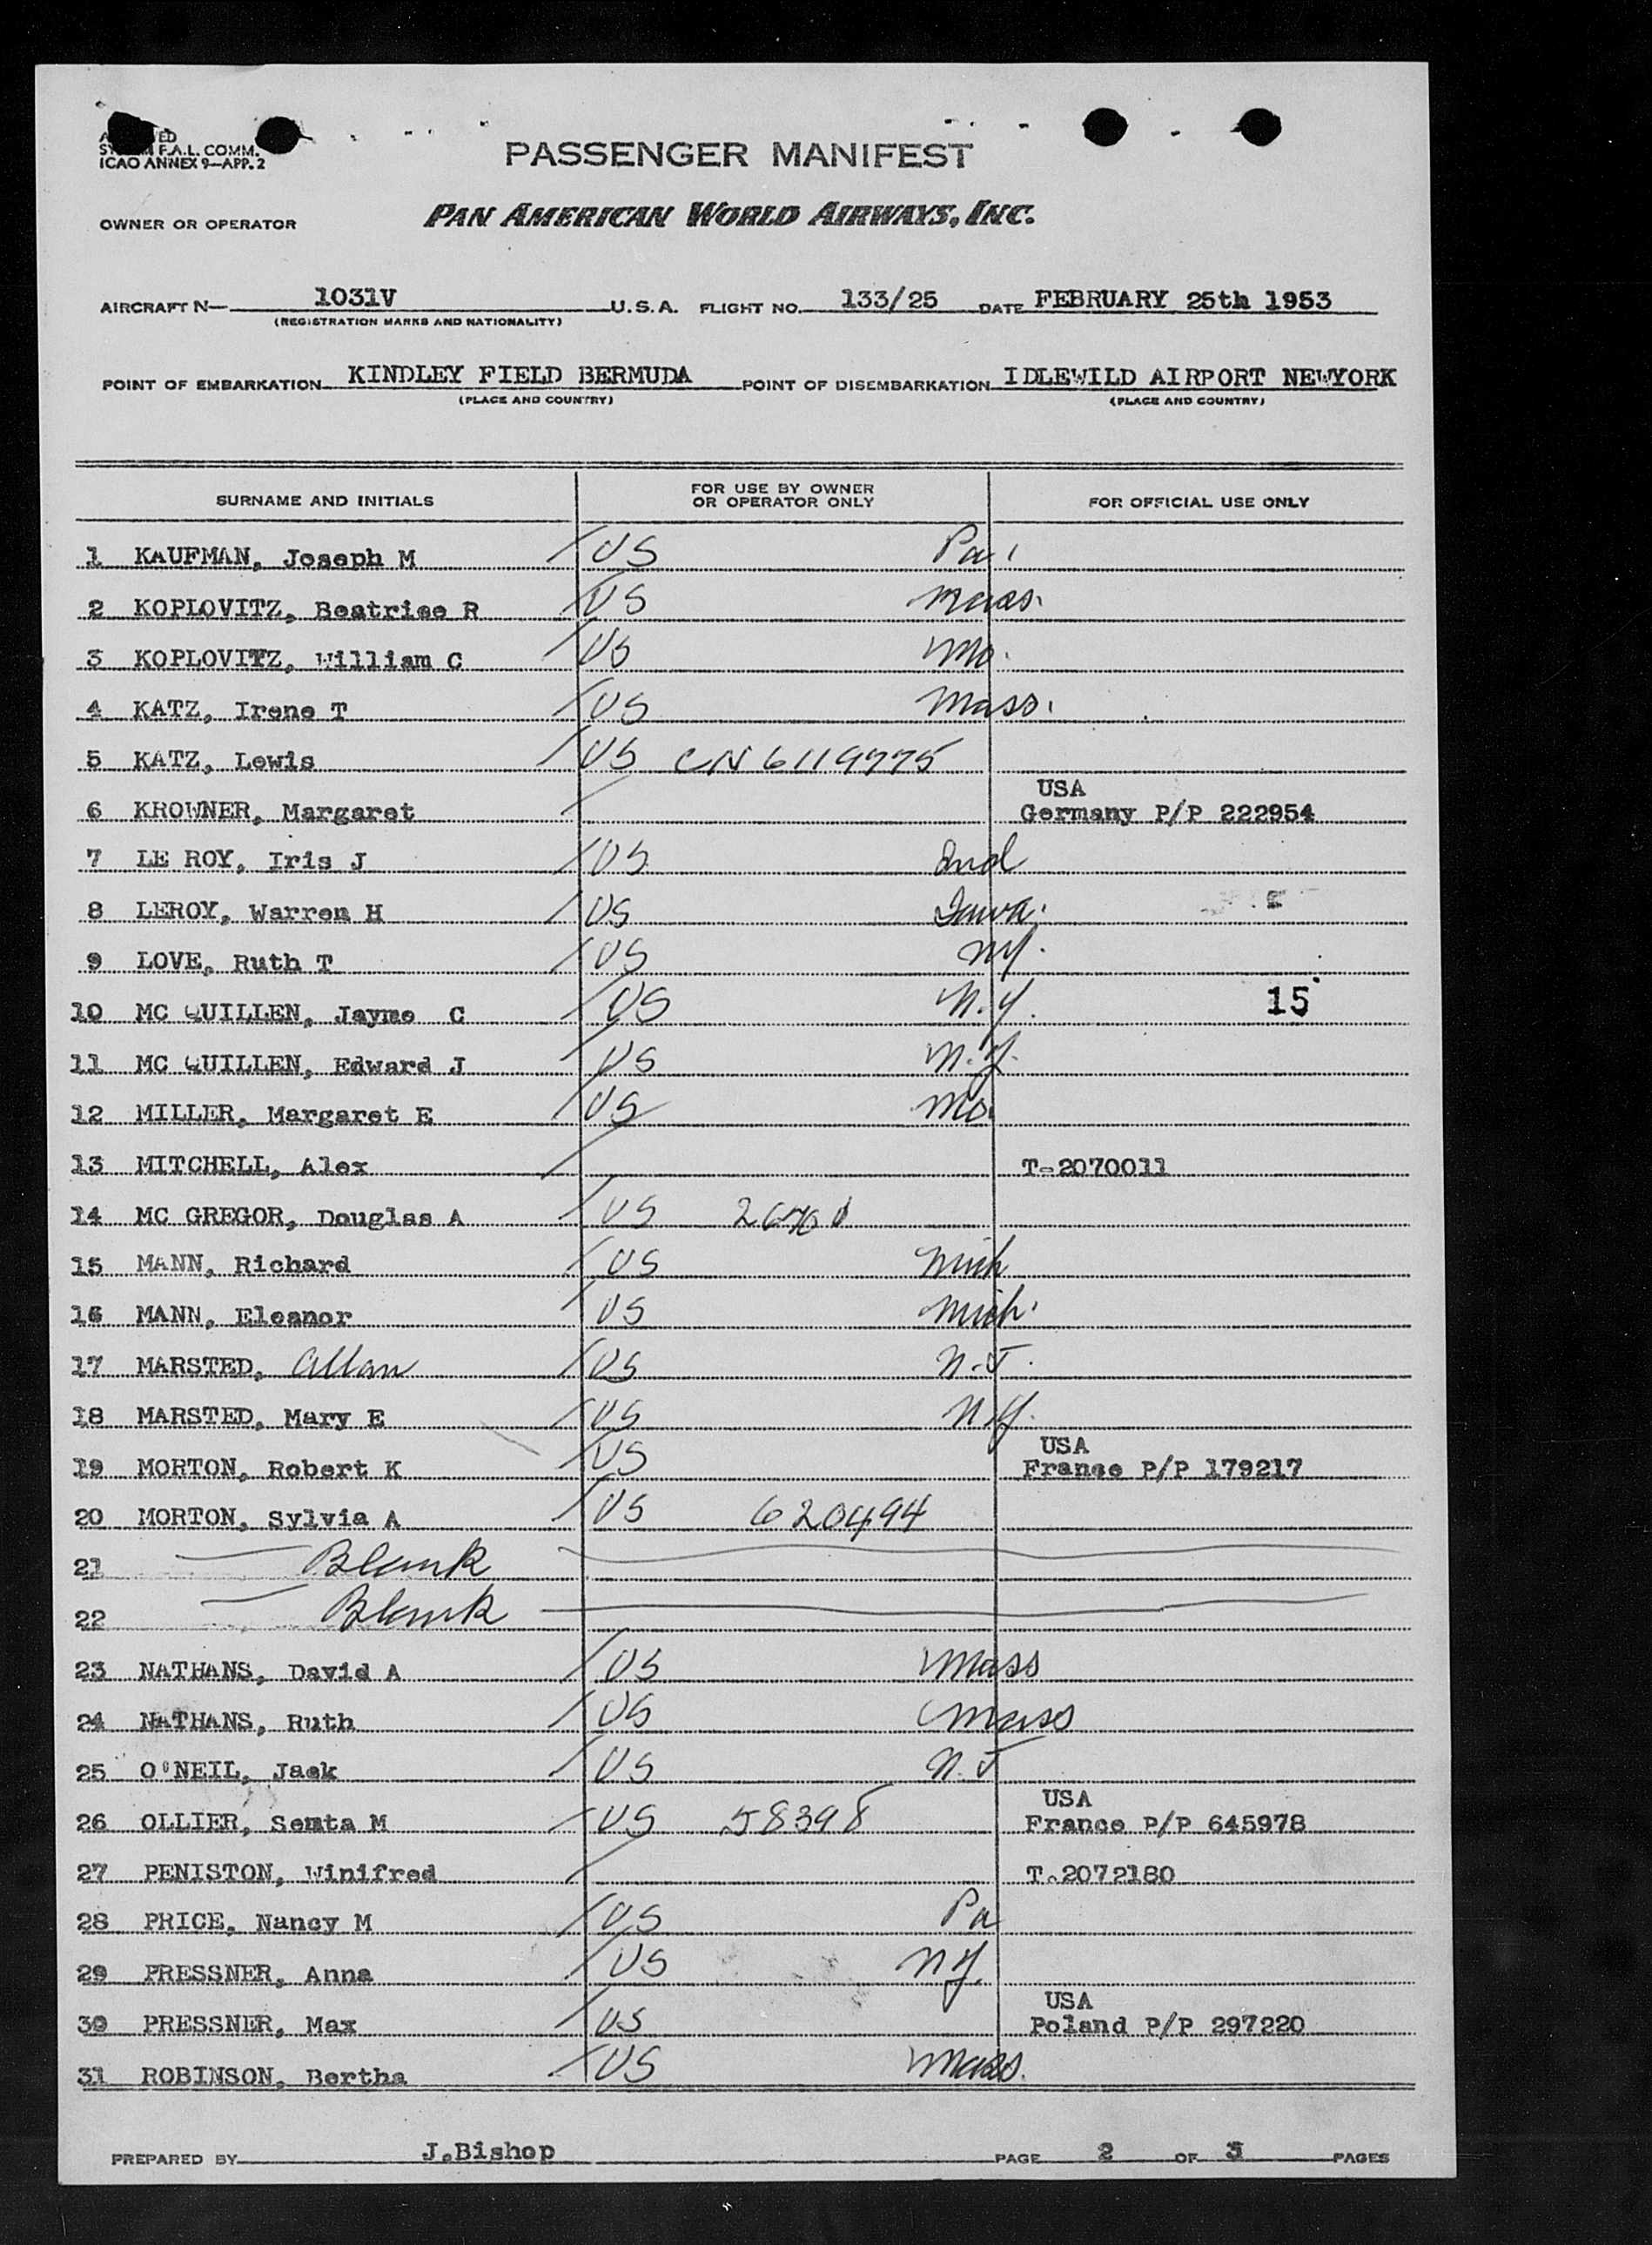 F.A.L. COMM.
ICAO ANNEX 9—APP. 2
PASSENGER MANIFEST
OWNER OR OPERATOR PAN AMERICAN WORLD AIRWAYS, INC.
AIRCRAFT N— 1031V U.S.A. FLIGHT NO. 133/25 DATE FEBRUARY 25th 1953
(REGISTRATION MARKS AND NATIONALITY)
POINT OF EMBARKATION KINDLEY FIELD BERMUDA POINT OF DISEMBARKATION IDLEWILD AIRPORT NEWYORK
(PLACE AND COUNTRY) (PLACE AND COUNTRY)
SURNAME AND INITIALS FOR USE BY OWNER OR OPERATOR ONLY FOR OFFICIAL USE ONLY
1 KAUFMAN, Joseph M US Pa.
2 KOPLOVITZ, Beatrice R US Mass.
3 KOPLOVITZ, William C US Mo.
4 KATZ, Irene T US Mass.
5 KATZ, Lewis US CN 6119775
USA
6 KROWNER, Margaret Germany P/P 222954
7 LE ROY, Iris J US Ind
8 LEROY, Warren H US Iowa.
9 LOVE, Ruth T US NY.
10 MC QUILLEN, Jayme C US N.Y. 15
11 MC QUILLEN, Edward J US N.Y.
12 MILLER, Margaret E US Mo.
13 MITCHELL, Alex T-2070011
14 MC GREGOR, Douglas A US
15 MANN, Richard US Mich
16 MANN, Eleanor US Mich.
17 MARSTED, Allan US N.J.
18 MARSTED, Mary E US N.Y.
USA
19 MORTON, Robert K US France P/P 179217
20 MORTON, Sylvia A US 620494
21 Blank
22 Blank
23 NATHANS, David A US Mass
24 NATHANS, Ruth US Mass
25 O'NEIL, Jack US N.J
USA
26 OLLIER, Semta M US 58398 France P/P 645978
27 PENISTON, Winifred T.2072180
28 PRICE, Nancy M US Pa
29 PRESSNER, Anna US NY.
USA
30 PRESSNER, Max US Poland P/P 297220
31 ROBINSON, Bertha US Mass.
PREPARED BY J.Bishop PAGE 2 OF 3 PAGES